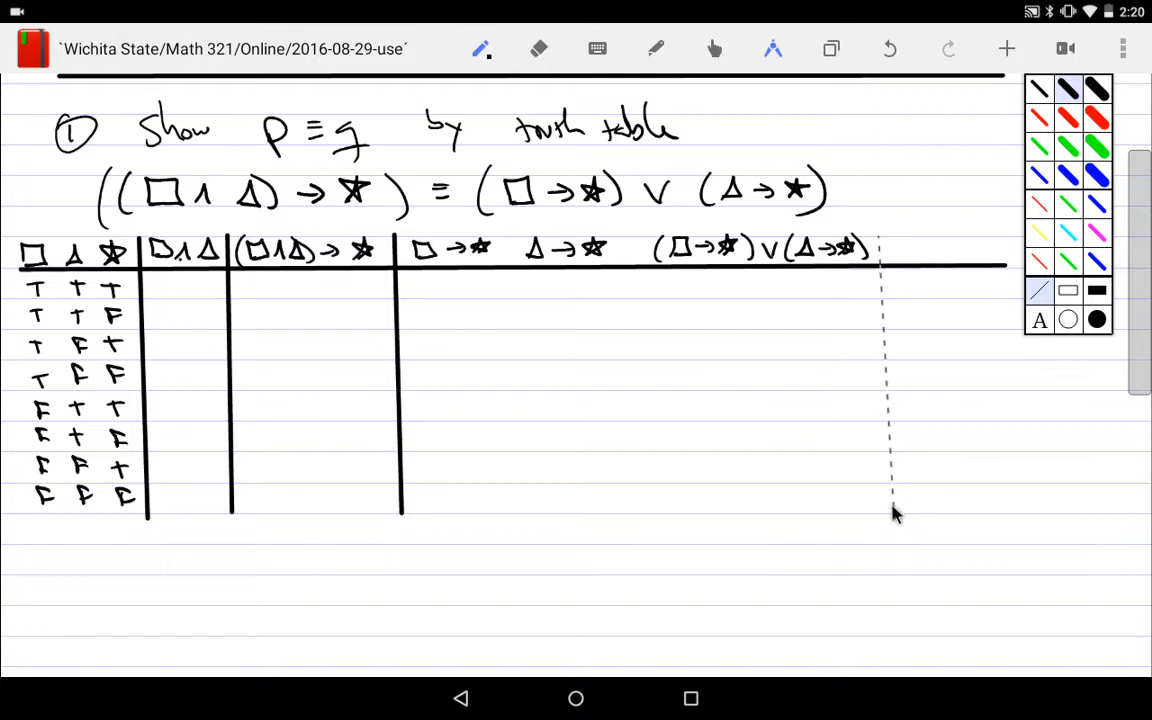 2:20
`Wichita State/Math 321/Online/2016-08-29-use´
① Show p ≡ q by truth table
((□ ∧ △) → ☆) ≡ (□ → ☆) ∨ (△ → ☆)
□ △ ☆ □ ∧ △ (□ ∧ △) → ☆ □ → ☆ △ → ☆ (□ → ☆) ∨ (△ → ☆)
T T T
T T F
T F T
T F F
F T T
F T F
F F T
F F F
A